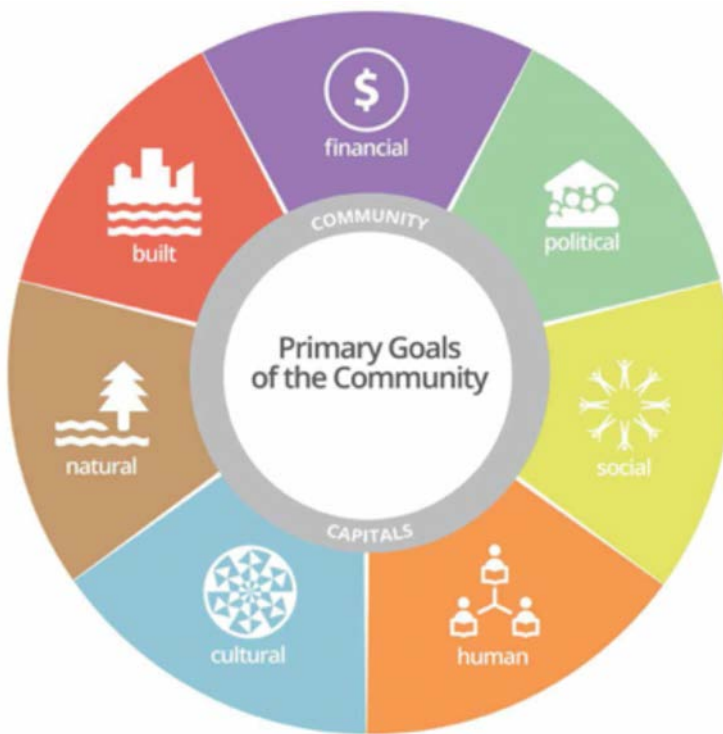 $
financial
political
social
human
cultural
natural
built
COMMUNITY
Primary Goals
of the Community
CAPITALS